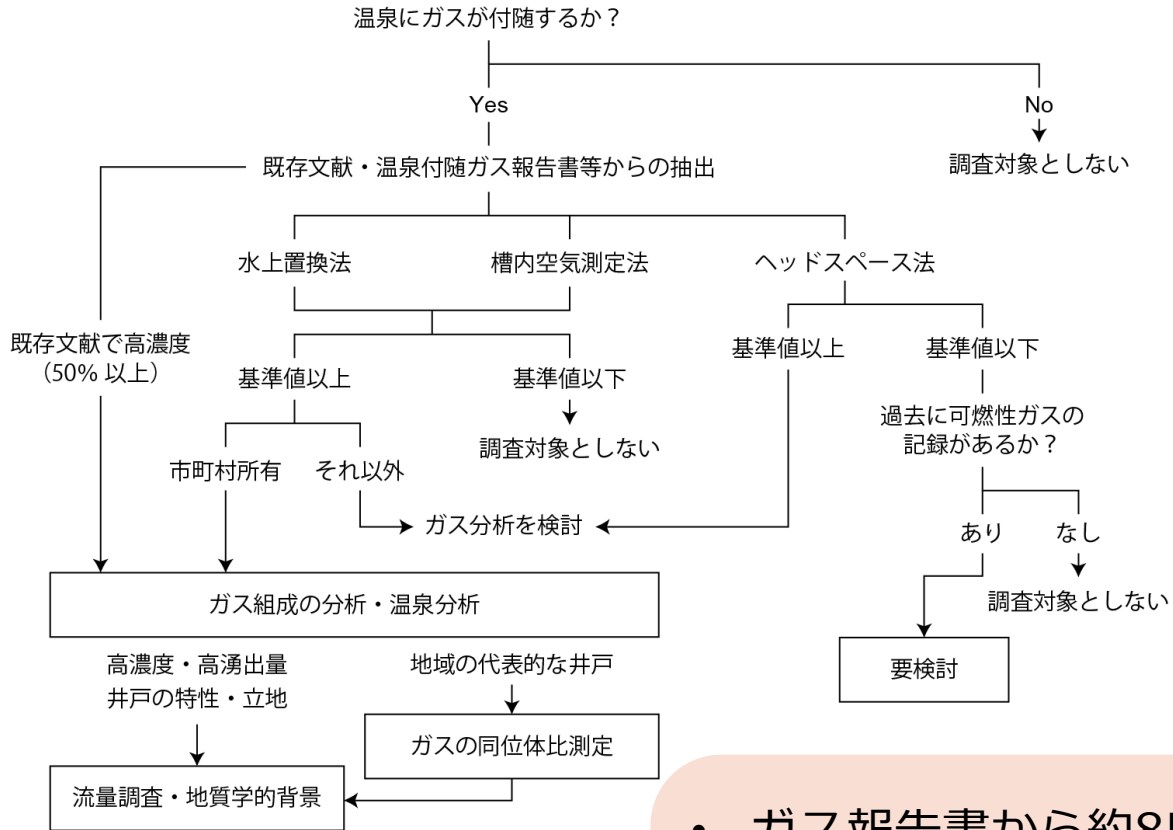 温泉にガスが付随するか？
Yes
No
既存文献・温泉付随ガス報告書等からの抽出
調査対象としない
水上置換法
槽内空気測定法
ヘッドスペース法
既存文献で高濃度
（50% 以上）
基準値以上
基準値以下
基準値以上
基準値以下
調査対象としない
過去に可燃性ガスの
記録があるか？
市町村所有
それ以外
ガス分析を検討
あり
なし
調査対象としない
ガス組成の分析・温泉分析
要検討
高濃度・高湧出量
井戸の特性・立地
地域の代表的な井戸
ガスの同位体比測定
流量調査・地質学的背景
• ガス報告書から約8